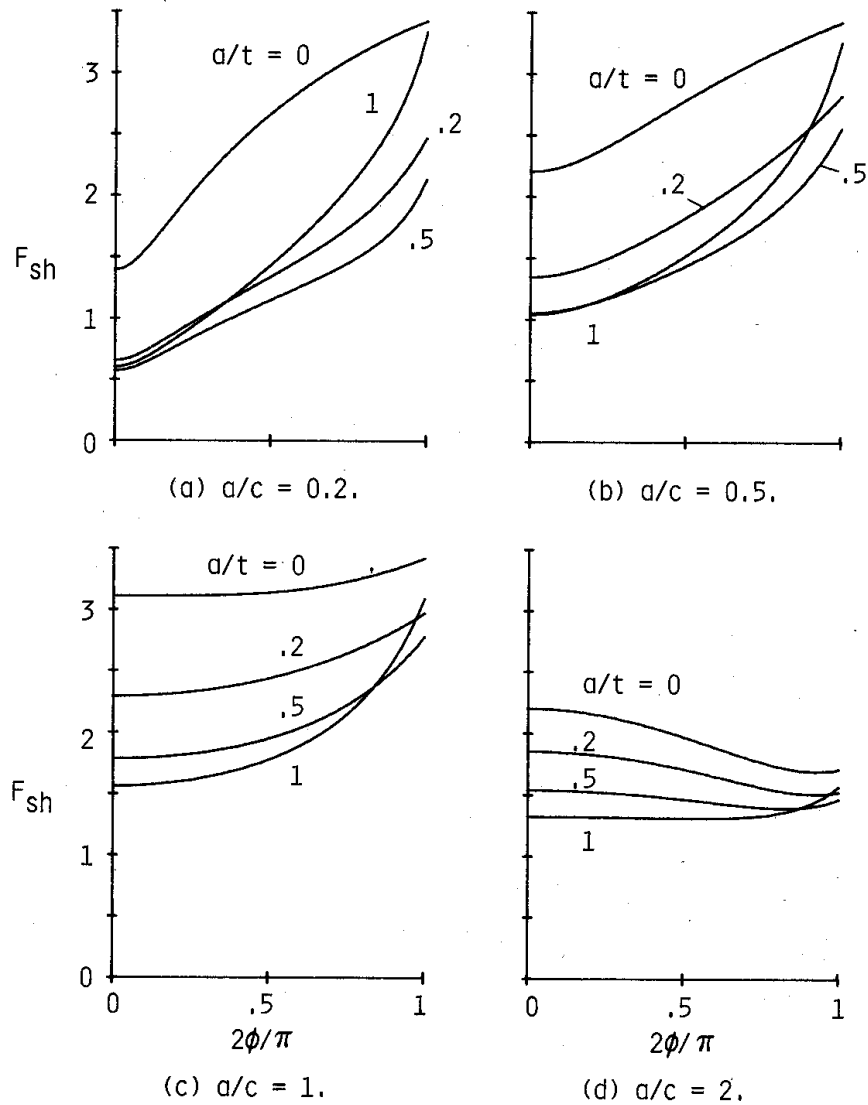 a/t = 0
1
.2
.5
3
2
1
0
F_sh
(a) a/c = 0.2.
a/t = 0
.2
.5
1
(b) a/c = 0.5.
a/t = 0
.2
.5
1
3
2
1
0
F_sh
0
.5
1
2ϕ/π
(c) a/c = 1.
a/t = 0
.2
.5
1
0
.5
1
2ϕ/π
(d) a/c = 2.